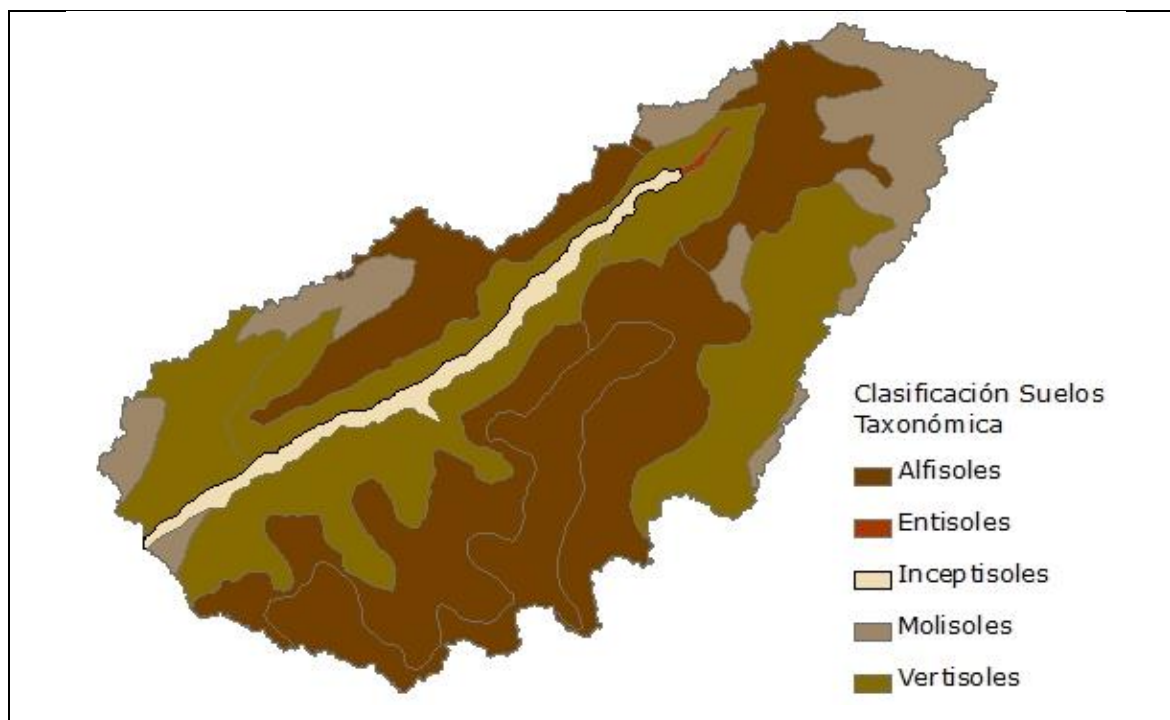 Clasificación Suelos
Taxonómica
Alfisoles
Entisoles
Inceptisoles
Molisoles
Vertisoles